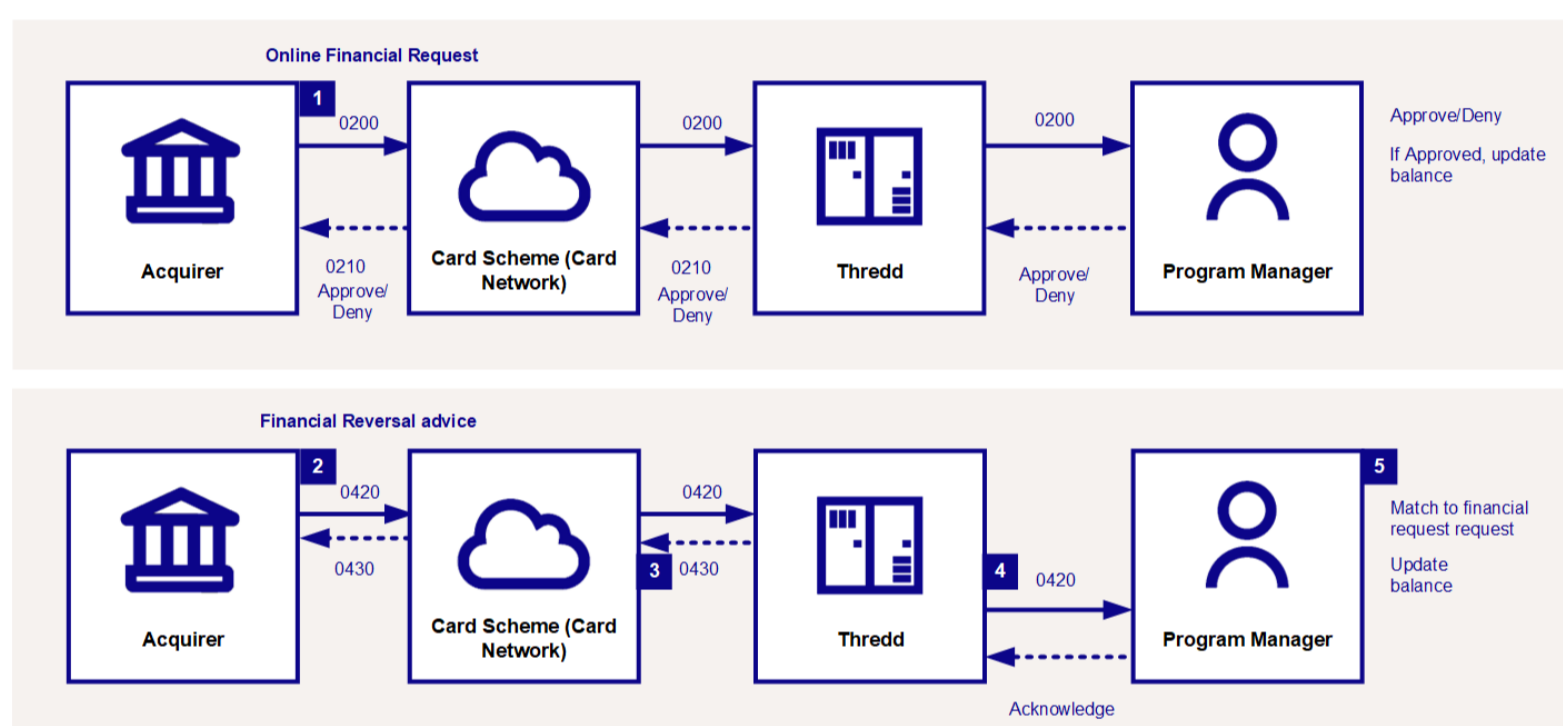 Online Financial Request
1
0200
0200
0200
Approve/Deny
If Approved, update
balance
Acquirer
Card Scheme (Card
Network)
Thredd
Program Manager
0210
Approve/
Deny
0210
Approve/
Deny
Approve/
Deny
Financial Reversal advice
2
0420
0430
0420
3
0430
4
0420
5
Match to financial
request request
Update
balance
Acquirer
Card Scheme (Card
Network)
Thredd
Program Manager
Acknowledge